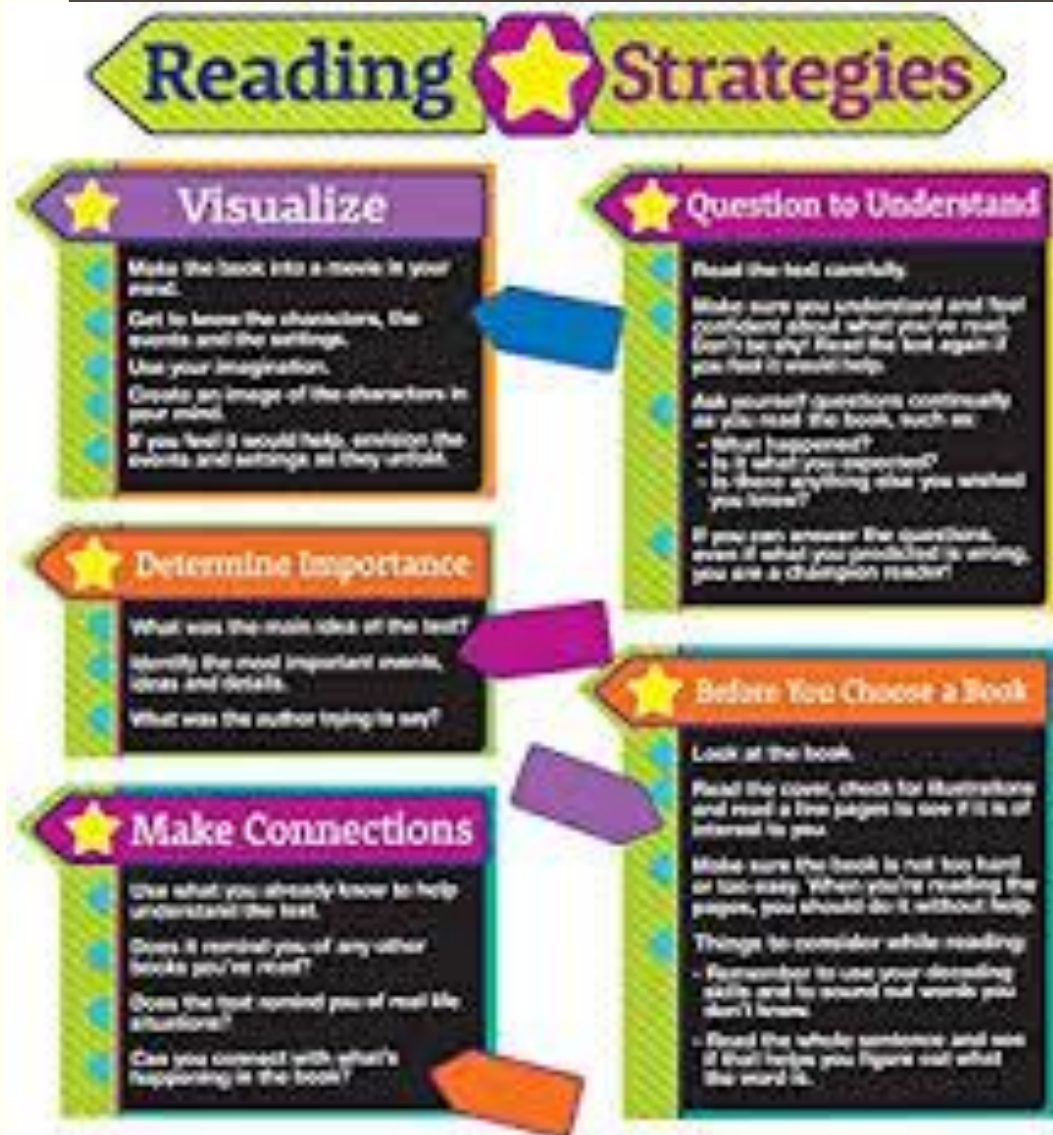 Reading Strategies
Visualize
Make the book into a movie in your
mind.
Get to know the characters, the
events and the settings.
Use your imagination.
Create an image of the characters in
your mind.
If you feel it would help, envision the
events and settings as they unfold.
Determine Importance
What was the main idea of the text?
Identify the most important events,
ideas and details.
What was the author trying to say?
Make Connections
Use what you already know to help
understand the text.
Does it remind you of any other
books you've read?
Does the text remind you of real life
situations?
Can you connect with what's
happening in the book?
Question to Understand
Read the text carefully.
Make sure you understand and feel
confident about what you've read.
Don't be shy! Read the text again if
you feel it would help.
Ask yourself questions continually
as you read the book, such as:
- What happened?
- Is it what you expected?
- Is there anything else you wished
you knew?
If you can answer the questions,
even if what you predicted is wrong,
you are a champion reader!
Before You Choose a Book
Look at the book.
Read the cover, check for illustrations
and read a few pages to see if it is of
interest to you.
Make sure the book is not too hard
or too easy. When you're reading the
pages, you should do it without help.
Things to consider while reading:
- Remember to use your decoding
skills and to sound out words you
don't know.
- Read the whole sentence and see
if that helps you figure out what
the word is.